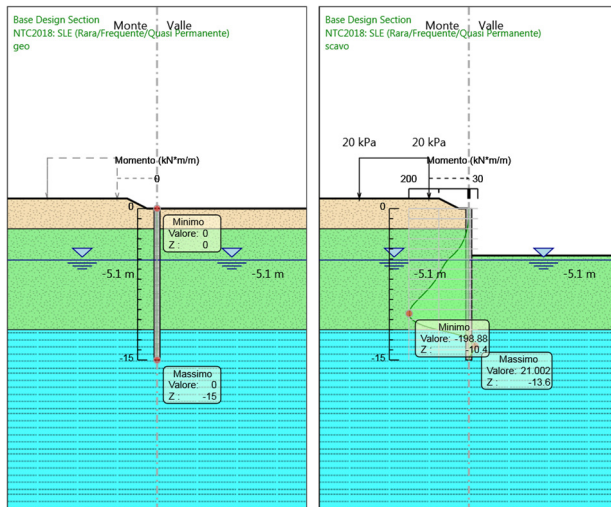 Base Design Section
NTC2018: SLE (Rara/Frequente/Quasi Permanente)
geo
Monte
Valle
Momento (kN*m/m)
0
0
Minimo
Valore: 0
Z : 0
-5.1 m
-5.1 m
-15
Massimo
Valore: 0
Z : -15
Base Design Section
NTC2018: SLE (Rara/Frequente/Quasi Permanente)
scavo
Monte
Valle
20 kPa
20 kPa
Momento (kN*m/m)
200
30
0
-5.1 m
-5.1 m
Minimo
Valore: -198.88
Z : -10.4
-15
Massimo
Valore: 21.002
Z : -13.6